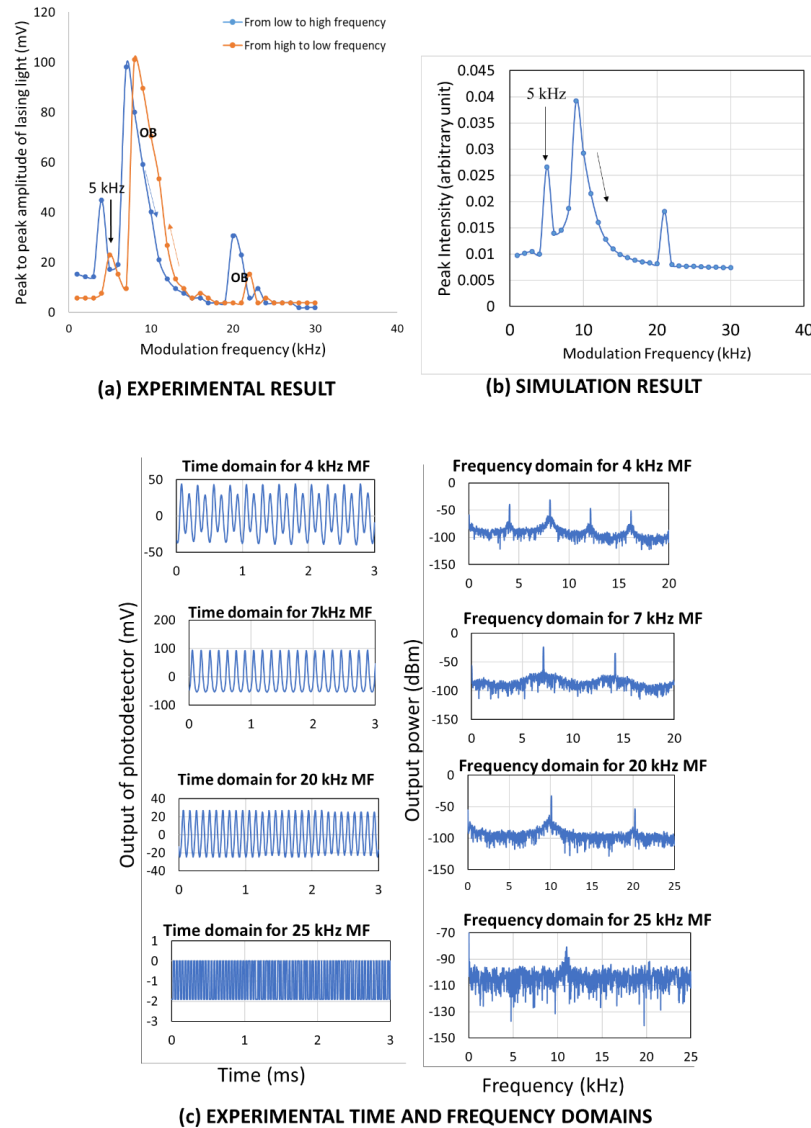 120
100
80
60
40
20
0
0 10 20 30 40
Peak to peak amplitude of lasing light (mV)
Modulation frequency (kHz)
From low to high frequency
From high to low frequency
5 kHz
OB
OB
(a) EXPERIMENTAL RESULT
0.045
0.04
0.035
0.03
0.025
0.02
0.015
0.01
0.005
0
0 10 20 30 40
Peak Intensity (arbitrary unit)
Modulation Frequency (kHz)
5 kHz
(b) SIMULATION RESULT
Output of photodetector (mV)
Time domain for 4 kHz MF
50
0
-50
0 1 2 3
Time domain for 7kHz MF
200
100
0
-100
0 1 2 3
Time domain for 20 kHz MF
40
20
0
-20
-40
0 1 2 3
Time domain for 25 kHz MF
1
0
-1
-2
-3
0 1 2 3
Time (ms)
Output power (dBm)
Frequency domain for 4 kHz MF
0
-50
-100
-150
0 5 10 15 20
Frequency domain for 7 kHz MF
0
-50
-100
-150
0 5 10 15 20
Frequency domain for 20 kHz MF
0
-50
-100
-150
0 5 10 15 20 25
Frequency domain for 25 kHz MF
-70
-90
-110
-130
-150
0 5 10 15 20 25
Frequency (kHz)
(c) EXPERIMENTAL TIME AND FREQUENCY DOMAINS